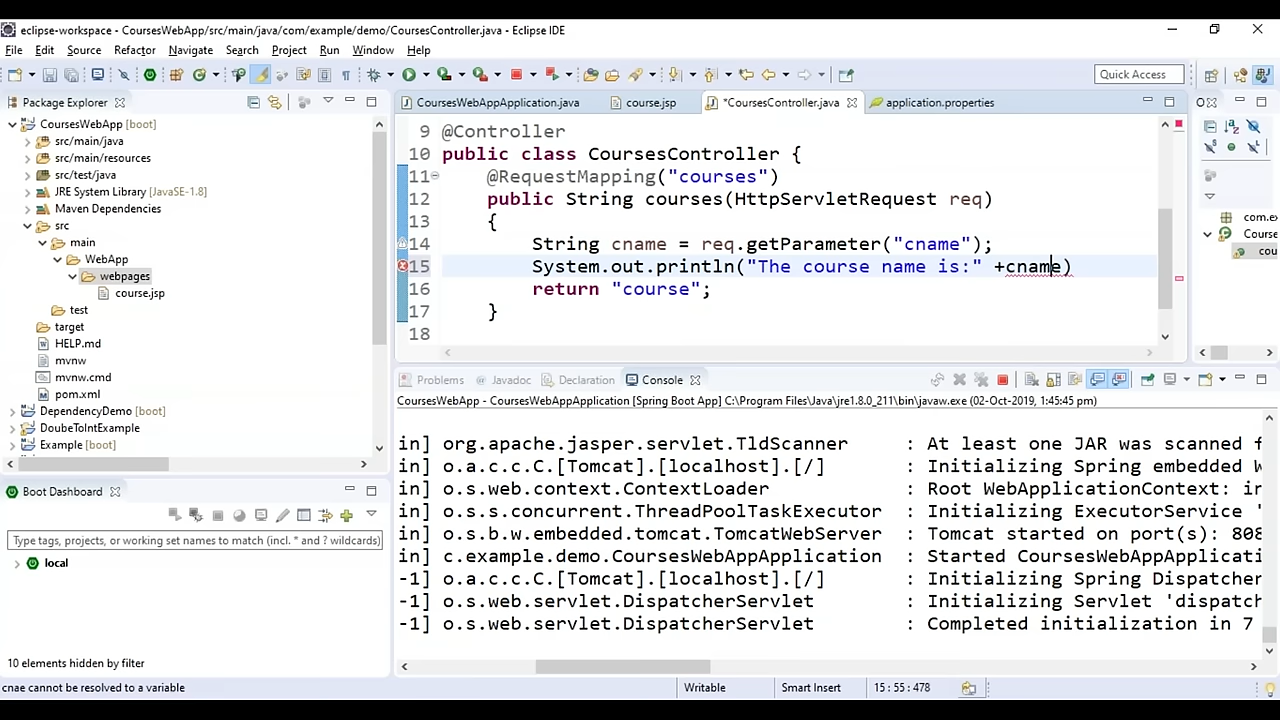 eclipse-workspace - CoursesWebApp/src/main/java/com/example/demo/CoursesController.java - Eclipse IDE
File Edit Source Refactor Navigate Search Project Run Window Help
Quick Access
Package Explorer
CoursesWebApp [boot]
src/main/java
src/main/resources
src/test/java
JRE System Library [JavaSE-1.8]
Maven Dependencies
src
main
WebApp
webpages
course.jsp
test
target
HELP.md
mvnw
mvnw.cmd
pom.xml
DependencyDemo [boot]
DoubeToIntExample
Example [boot]
CoursesWebAppApplication.java course.jsp *CoursesController.java application.properties
9 @Controller
10 public class CoursesController {
11 @RequestMapping("courses")
12 public String courses(HttpServletRequest req)
13 {
14 String cname = req.getParameter("cname");
15 System.out.println("The course name is:" +cname)
16 return "course";
17 }
18
O
com.e
Course
cou
Problems Javadoc Declaration Console
CoursesWebApp - CoursesWebAppApplication [Spring Boot App] C:\Program Files\Java\jre1.8.0_211\bin\javaw.exe (02-Oct-2019, 1:45:45 pm)
in] org.apache.jasper.servlet.TldScanner : At least one JAR was scanned f
in] o.a.c.c.C.[Tomcat].[localhost].[/] : Initializing Spring embedded W
in] o.s.web.context.ContextLoader : Root WebApplicationContext: in
in] o.s.s.concurrent.ThreadPoolTaskExecutor : Initializing ExecutorService '
in] o.s.b.w.embedded.tomcat.TomcatWebServer : Tomcat started on port(s): 808
in] c.example.demo.CoursesWebAppApplication : Started CoursesWebAppApplicati
-1] o.a.c.c.C.[Tomcat].[localhost].[/] : Initializing Spring Dispatcher
-1] o.s.web.servlet.DispatcherServlet : Initializing Servlet 'dispatch
-1] o.s.web.servlet.DispatcherServlet : Completed initialization in 7
Boot Dashboard
Type tags, projects, or working set names to match (incl. * and ? wildcards)
local
10 elements hidden by filter
cnae cannot be resolved to a variable
Writable Smart Insert 15 : 55 : 478